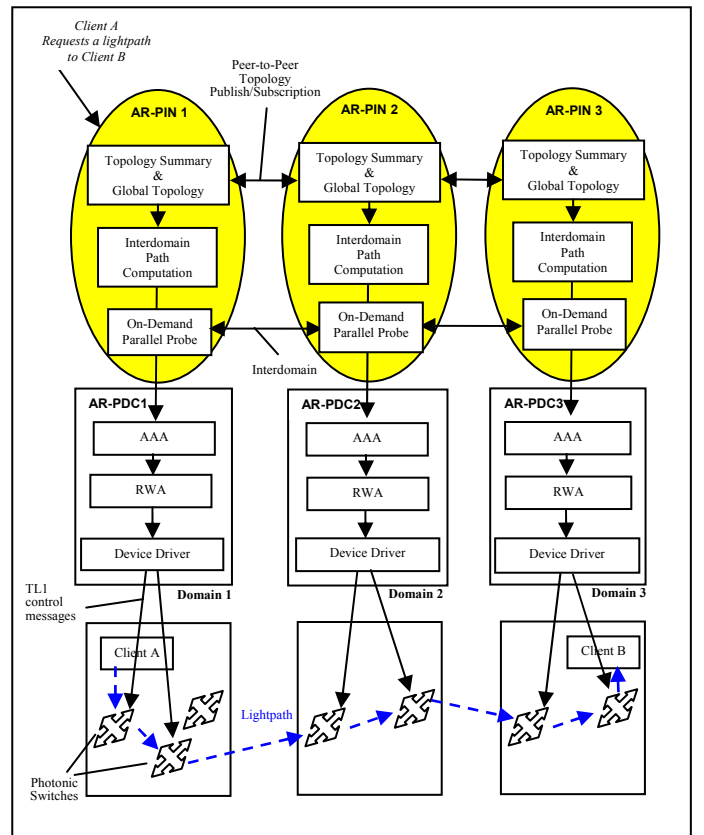 Client A
Requests a lightpath
to Client B
Peer-to-Peer
Topology
Publish/Subscription
AR-PIN 1
AR-PIN 2
AR-PIN 3
Topology Summary
&
Global Topology
Topology Summary
&
Global Topology
Topology Summary
&
Global Topology
Interdomain
Path
Computation
Interdomain
Path
Computation
Interdomain
Path
Computation
On-Demand
Parallel Probe
On-Demand
Parallel Probe
On-Demand
Parallel Probe
Interdomain
AR-PDC1
AR-PDC2
AR-PDC3
AAA
AAA
AAA
RWA
RWA
RWA
Device Driver
Device Driver
Device Driver
TL1
control
messages
Domain 1
Domain 2
Domain 3
Client A
Client B
Lightpath
Photonic
Switches